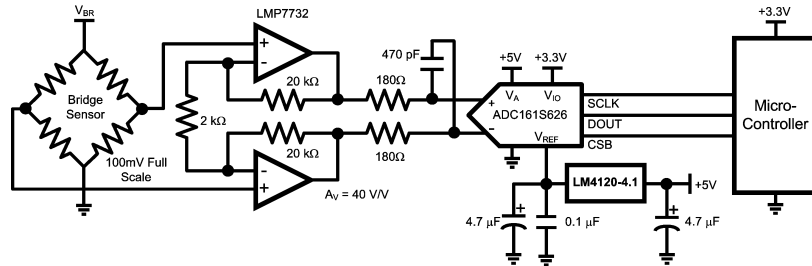 V_BR
LMP7732
+3.3V
+
-
470 pF
+5V
+3.3V
20 kΩ
180Ω
V_A
V_IO
+
SCLK
Bridge
Sensor
2 kΩ
ADC161S626
DOUT
Micro-
Controller
-
V_REF
CSB
20 kΩ
180Ω
100mV Full
Scale
-
+
A_V = 40 V/V
LM4120-4.1
+5V
+
+
4.7 µF
0.1 µF
4.7 µF